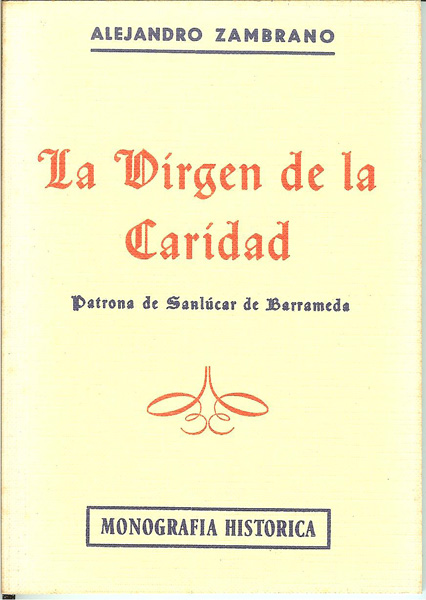 ALEJANDRO ZAMBRANO
La Virgen de la
Caridad
Patrona de Sanlúcar de Barrameda
MONOGRAFIA HISTORICA